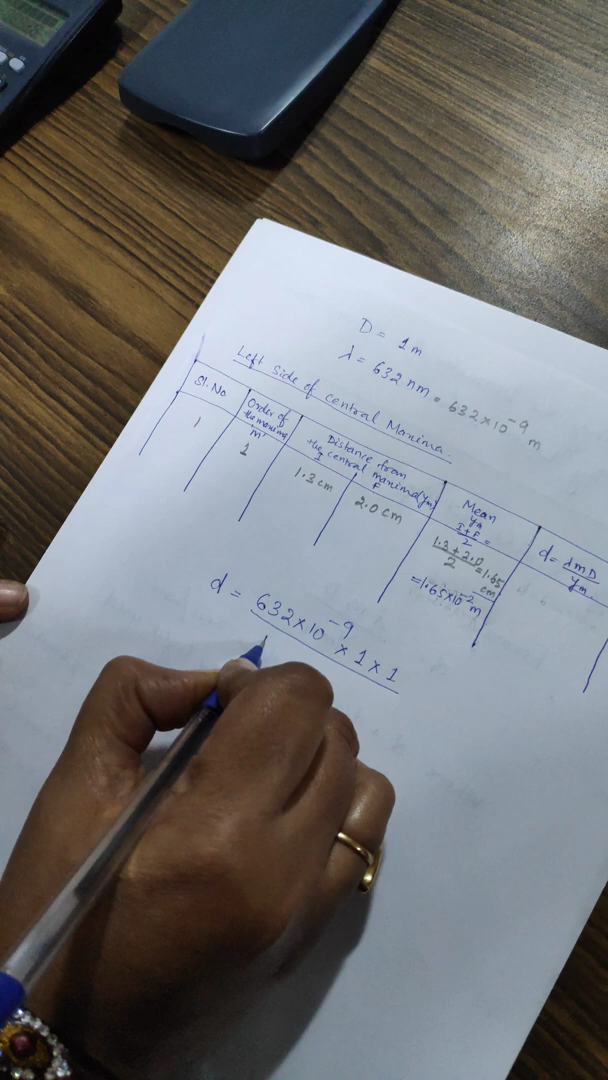 D = 1m
λ = 632 nm = 632×10⁻⁹ m
Left side of central Maxima.
Sl. No
Order of
the maxima
'm'
Distance from
the central maxima (yₘ)
I
F
Mean
yₘ
I+F/2 =
d = λmD/yₘ
1
1
1.3 cm
2.0 cm
1.3+2.0/2 = 1.65
cm
= 1.65×10⁻² m
d = 632×10⁻⁹ × 1 × 1